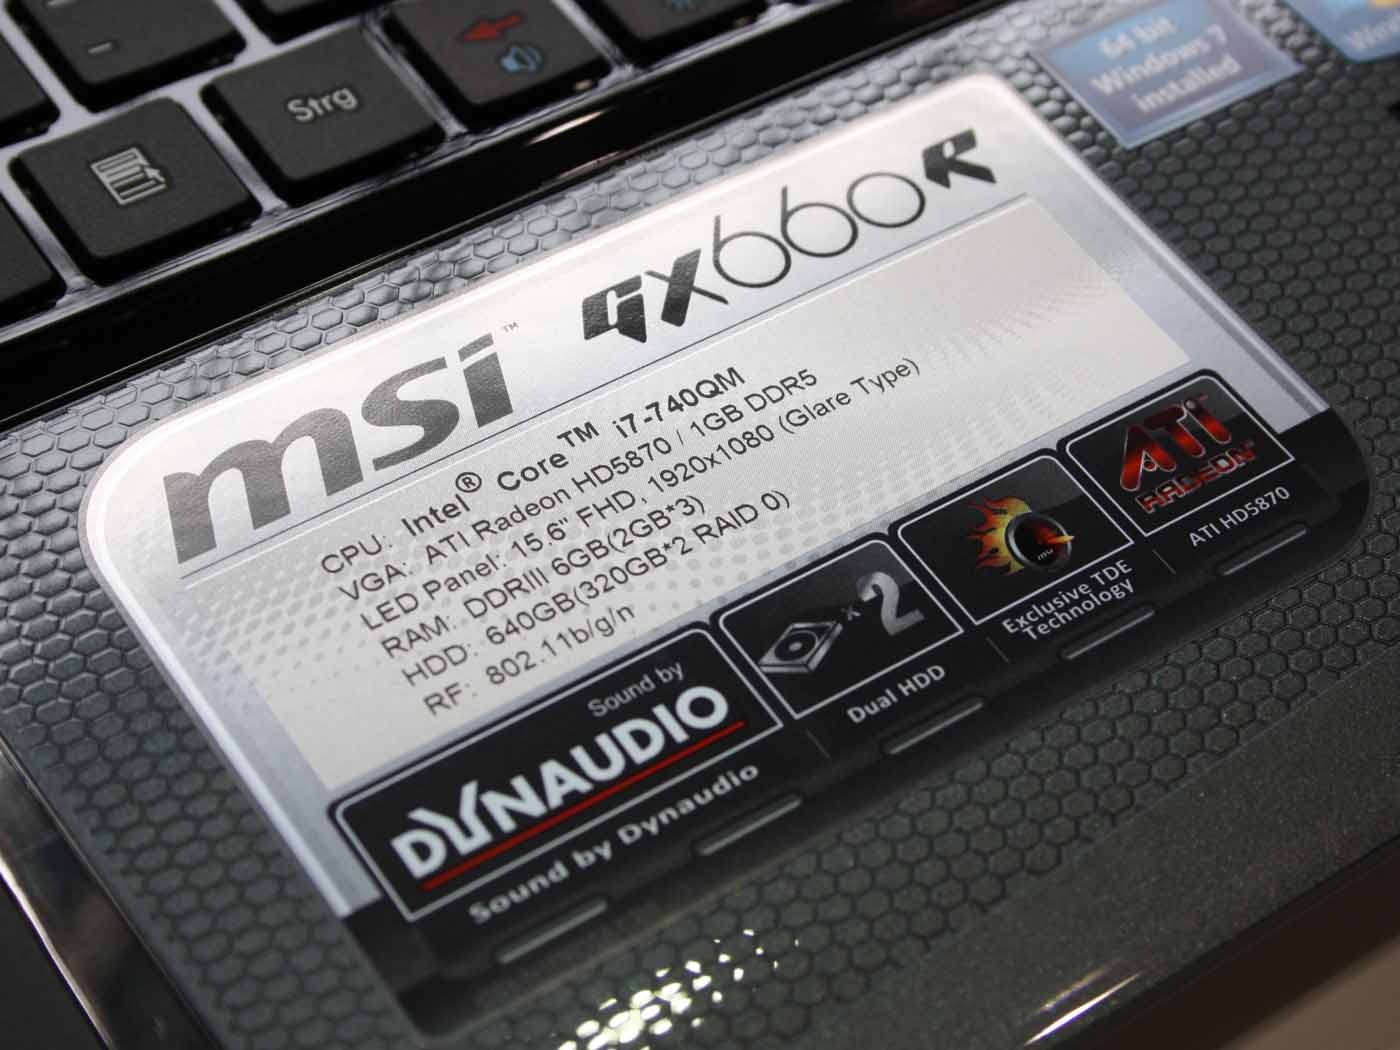 Strg
64 bit
Windows 7
installed
msi™ GX660R
CPU: Intel® Core™ i7-740QM
VGA: ATI Radeon HD5870 / 1GB DDR5
LED Panel: 15.6" FHD, 1920x1080 (Glare Type)
RAM: DDRIII 6GB(2GB*3)
HDD: 640GB(320GB*2 RAID 0)
RF: 802.11b/g/n
Sound by
DYNAUDIO
Sound by Dynaudio
x2
Dual HDD
Exclusive TDE
Technology
ATI
RADEON
ATI HD5870